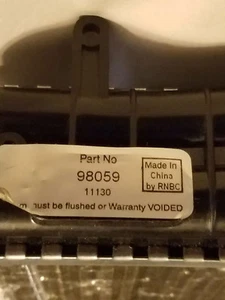 Part No
98059
11130
Made In
China
by RNBC
must be flushed or Warranty VOIDED